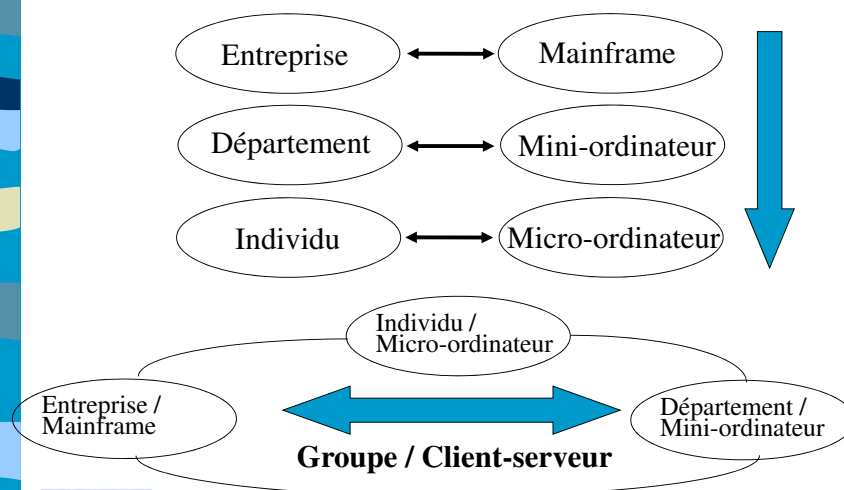 Entreprise
Mainframe
Département
Mini-ordinateur
Individu
Micro-ordinateur
Individu /
Micro-ordinateur
Entreprise /
Mainframe
Département /
Mini-ordinateur
Groupe / Client-serveur